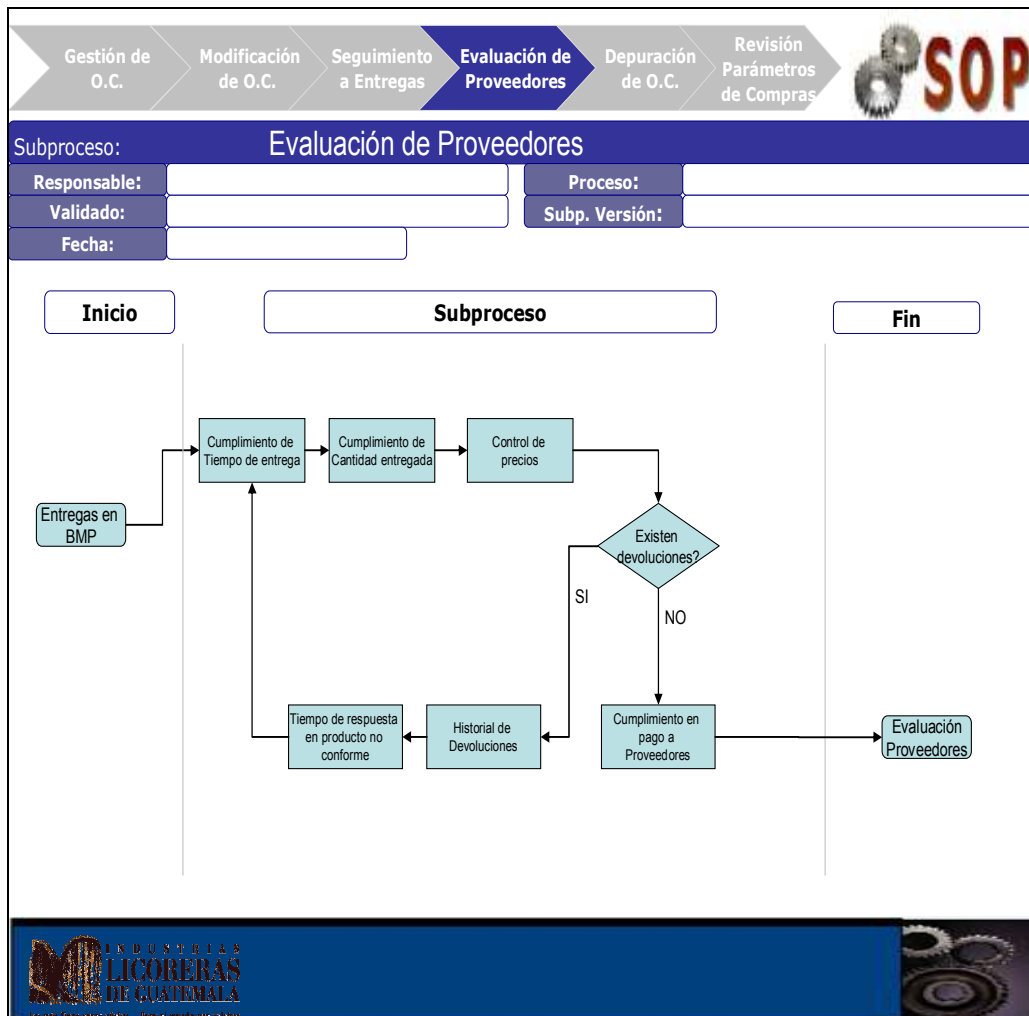 Gestión de
O.C.
Modificación
de O.C.
Seguimiento
a Entregas
Evaluación de
Proveedores
Depuración
de O.C.
Revisión
Parámetros
de Compras
SOP
Subproceso:
Evaluación de Proveedores
Responsable:
Proceso:
Validado:
Subp. Versión:
Fecha:
Inicio
Subproceso
Fin
Cumplimiento de
Tiempo de entrega
Cumplimiento de
Cantidad entregada
Control de
precios
Entregas en
BMP
Existen
devoluciones?
SI
NO
Tiempo de respuesta
en producto no
conforme
Historial de
Devoluciones
Cumplimiento en
pago a
Proveedores
Evaluación
Proveedores
INDUSTRIAS
LICORERAS
DE GUATEMALA